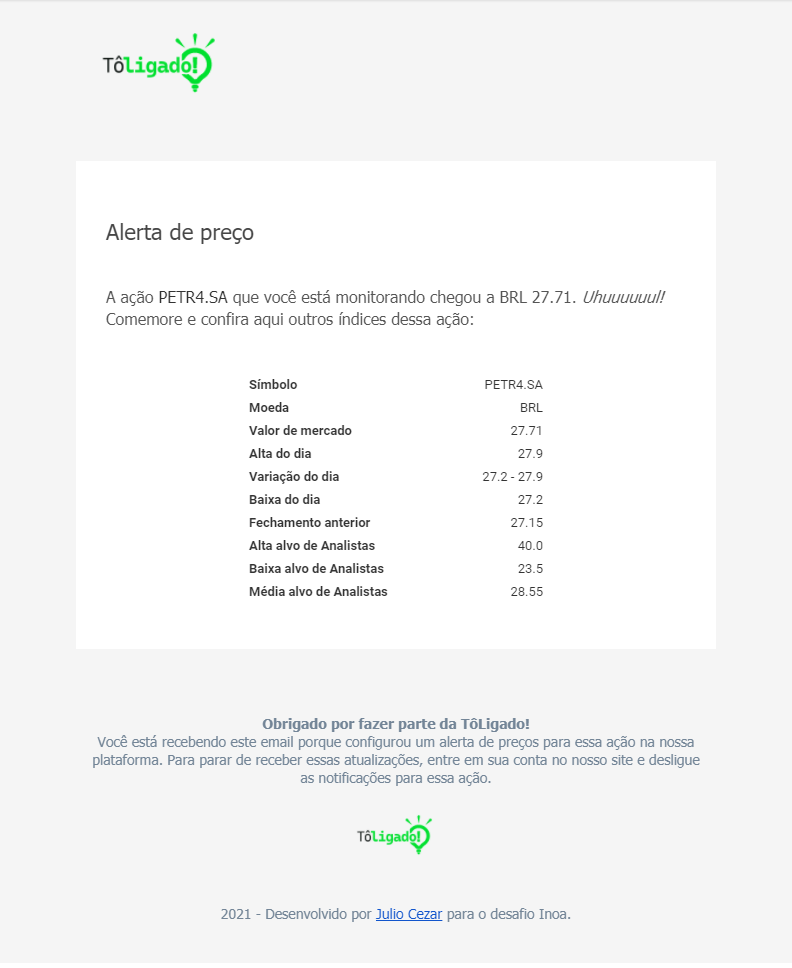 Tôligado!
Alerta de preço
A ação PETR4.SA que você está monitorando chegou a BRL 27.71. Uhuuuuuul!
Comemore e confira aqui outros índices dessa ação:
Símbolo PETR4.SA
Moeda BRL
Valor de mercado 27.71
Alta do dia 27.9
Variação do dia 27.2 - 27.9
Baixa do dia 27.2
Fechamento anterior 27.15
Alta alvo de Analistas 40.0
Baixa alvo de Analistas 23.5
Média alvo de Analistas 28.55
Obrigado por fazer parte da TôLigado!
Você está recebendo este email porque configurou um alerta de preços para essa ação na nossa
plataforma. Para parar de receber essas atualizações, entre em sua conta no nosso site e desligue
as notificações para essa ação.
Tôligado!
2021 - Desenvolvido por Julio Cezar para o desafio Inoa.